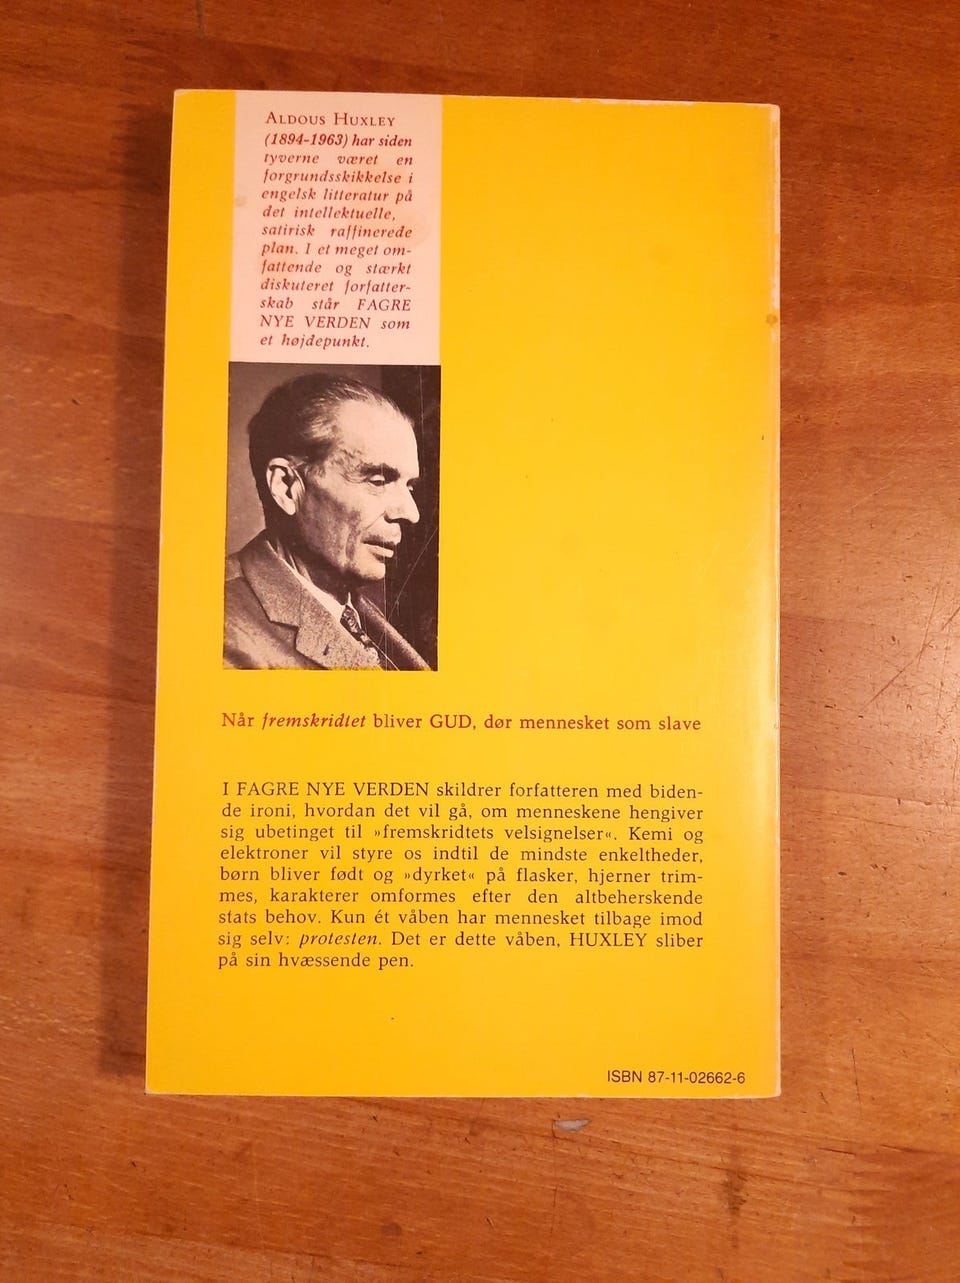 ALDOUS HUXLEY
(1894-1963) har siden
tyverne været en
forgrundsskikkelse i
engelsk litteratur på
det intellektuelle,
satirisk raffinerede
plan. I et meget om-
fattende og stærkt
diskuteret forfatter-
skab står FAGRE
NYE VERDEN som
et højdepunkt.
Når fremskridtet bliver GUD, dør mennesket som slave
I FAGRE NYE VERDEN skildrer forfatteren med biden-
de ironi, hvordan det vil gå, om menneskene hengiver
sig ubetinget til »fremskridtets velsignelser«. Kemi og
elektroner vil styre os indtil de mindste enkeltheder,
børn bliver født og »dyrket« på flasker, hjerner trim-
mes, karakterer omformes efter den altbeherskende
stats behov. Kun ét våben har mennesket tilbage imod
sig selv: protesten. Det er dette våben, HUXLEY sliber
på sin hvæssende pen.
ISBN 87-11-02662-6